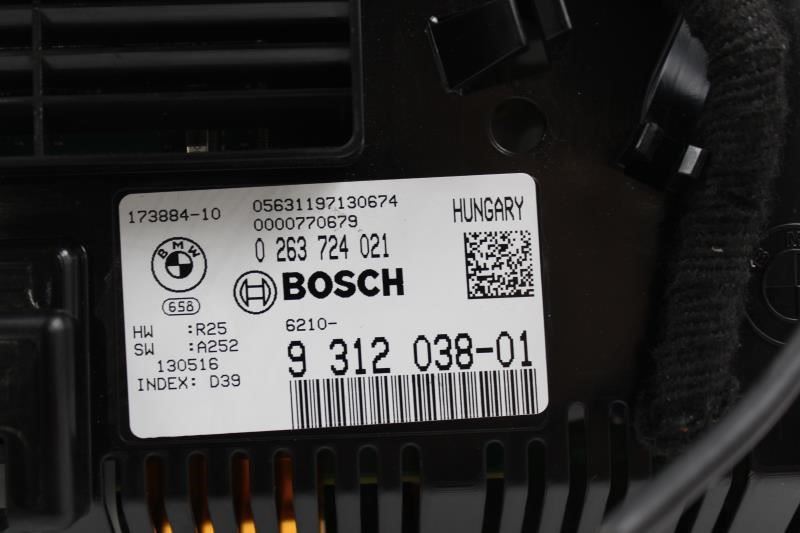 173884-10
05631197130674
0000770679
HUNGARY
0 263 724 021
BMW
BOSCH
658
6210-
HW :R25
SW :A252
9 312 038-01
130516
INDEX: D39